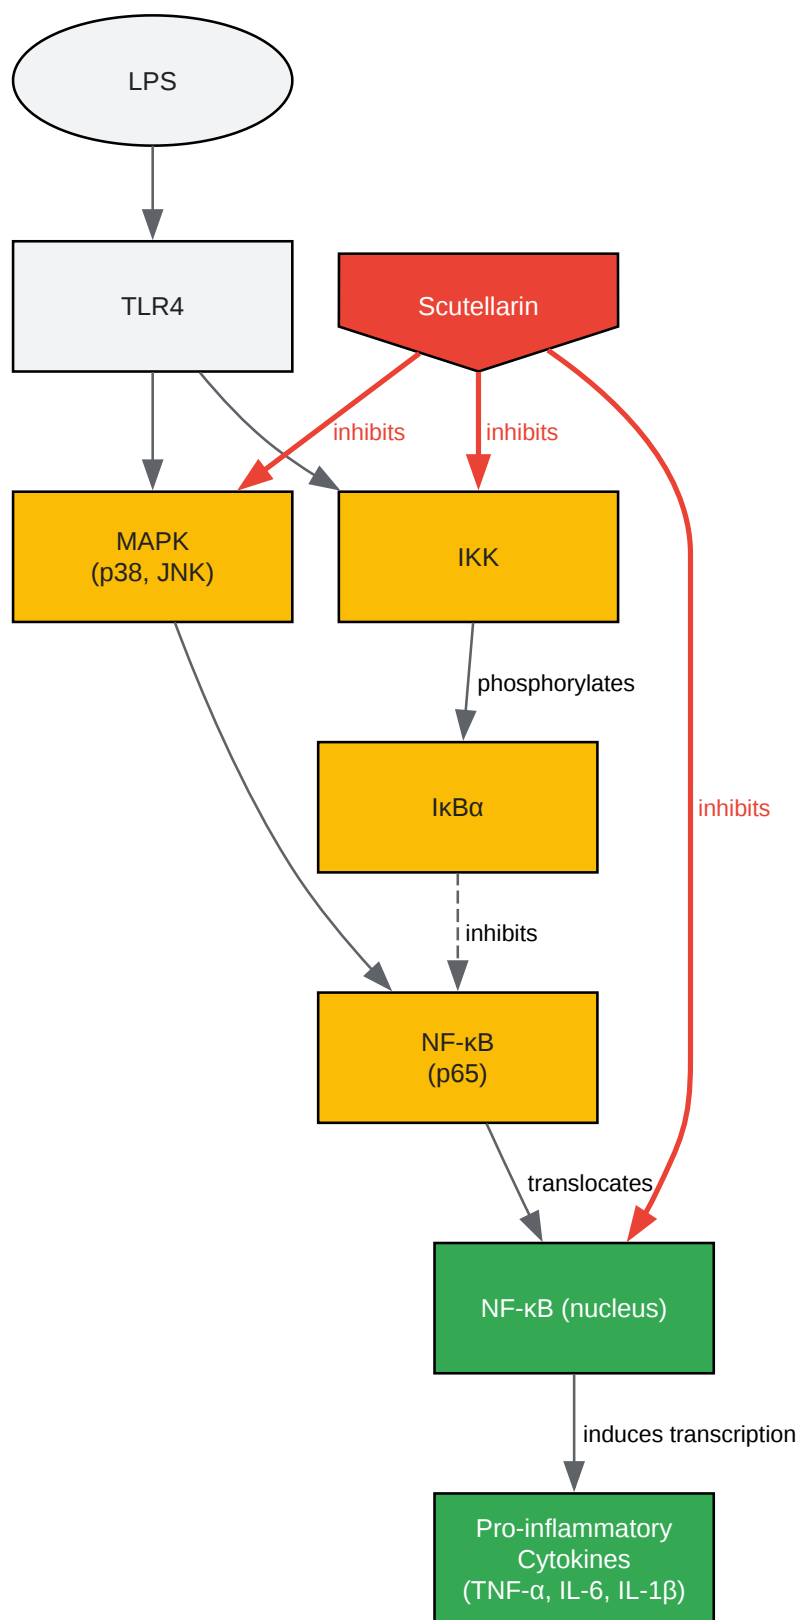 LPS
TLR4
Scutellarin
inhibits
inhibits
MAPK
(p38, JNK)
IKK
phosphorylates
IκBα
inhibits
inhibits
NF-κB
(p65)
translocates
NF-κB (nucleus)
induces transcription
Pro-inflammatory
Cytokines
(TNF-α, IL-6, IL-1β)